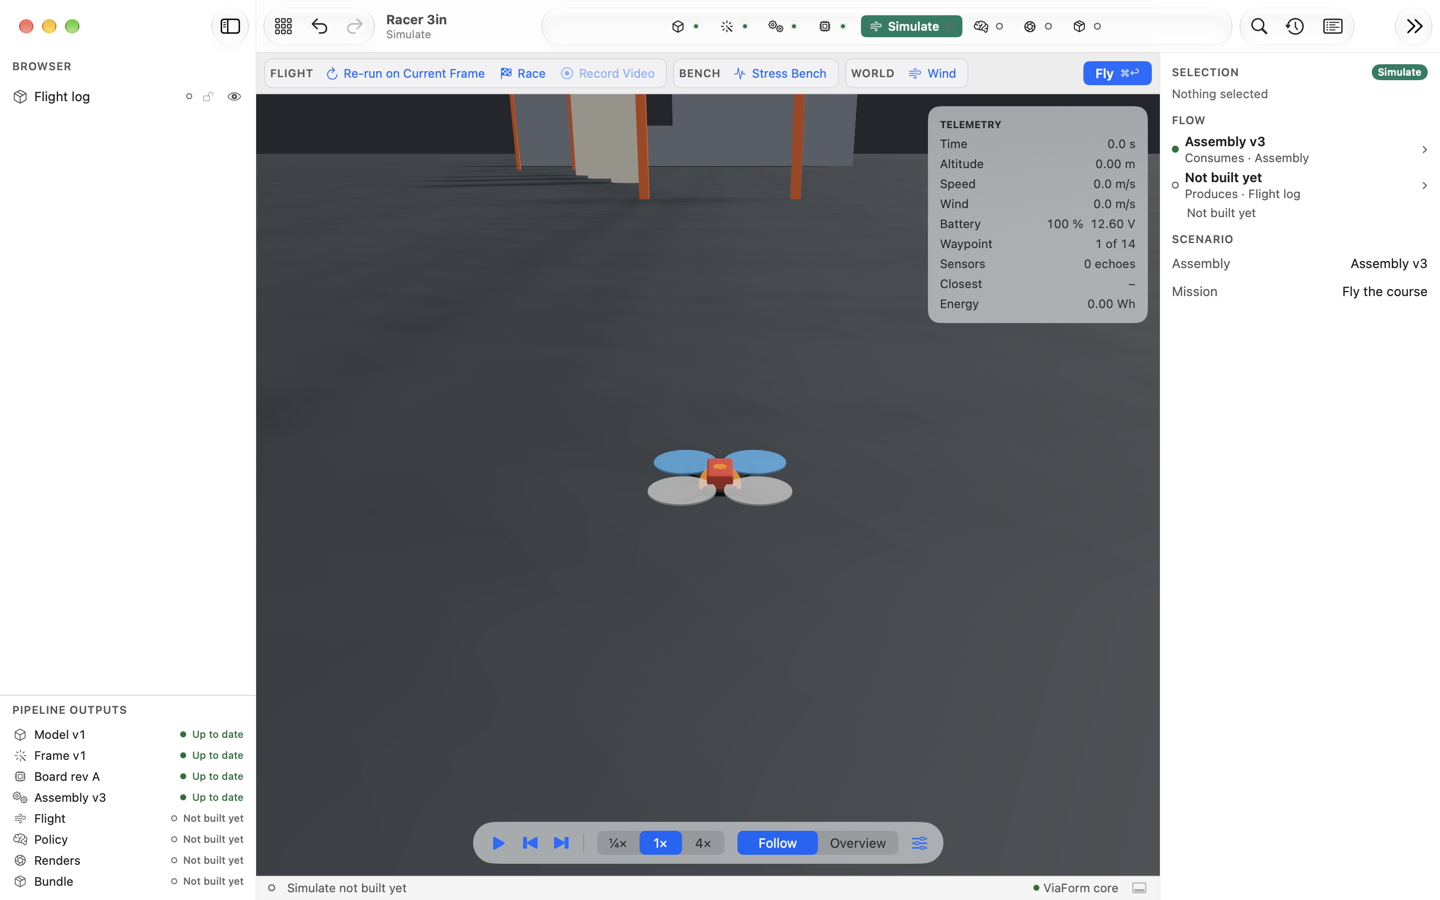 Racer 3in
Simulate
Simulate
BROWSER
Flight log
FLIGHT Re-run on Current Frame Race Record Video BENCH Stress Bench WORLD Wind Fly ⌘↩
TELEMETRY
Time 0.0 s
Altitude 0.00 m
Speed 0.0 m/s
Wind 0.0 m/s
Battery 100 % 12.60 V
Waypoint 1 of 14
Sensors 0 echoes
Closest –
Energy 0.00 Wh
SELECTION Simulate
Nothing selected
FLOW
Assembly v3
Consumes · Assembly
Not built yet
Produces · Flight log
Not built yet
SCENARIO
Assembly Assembly v3
Mission Fly the course
PIPELINE OUTPUTS
Model v1 Up to date
Frame v1 Up to date
Board rev A Up to date
Assembly v3 Up to date
Flight Not built yet
Policy Not built yet
Renders Not built yet
Bundle Not built yet
¼× 1× 4× Follow Overview
Simulate not built yet
ViaForm core